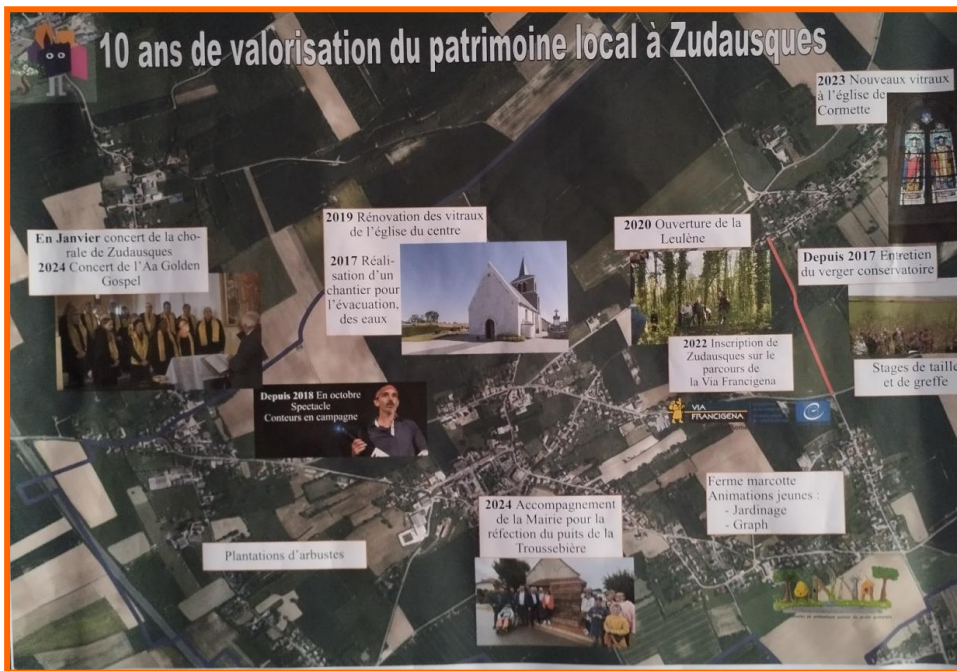 10 ans de valorisation du patrimoine local à Zudausques
2023 Nouveaux vitraux
à l'église de
Cormette
En Janvier concert de la cho-
rale de Zudausques
2024 Concert de l'Aa Golden
Gospel
2019 Rénovation des vitraux
de l'église du centre
2017 Réali-
sation d'un
chantier pour
l'évacuation,
des eaux
2020 Ouverture de la
Leulène
Depuis 2017 Entretien
du verger conservatoire
2022 Inscription de
Zudausques sur le
parcours de
la Via Francigena
Stages de taille
et de greffe
VIA
FRANCIGENA
Depuis 2018 En octobre
Spectacle
Conteurs en campagne
Ferme marcotte
Animations jeunes :
- Jardinage
- Graph
2024 Accompagnement
de la Mairie pour la
réfection du puits de la
Troussebière
Plantations d'arbustes